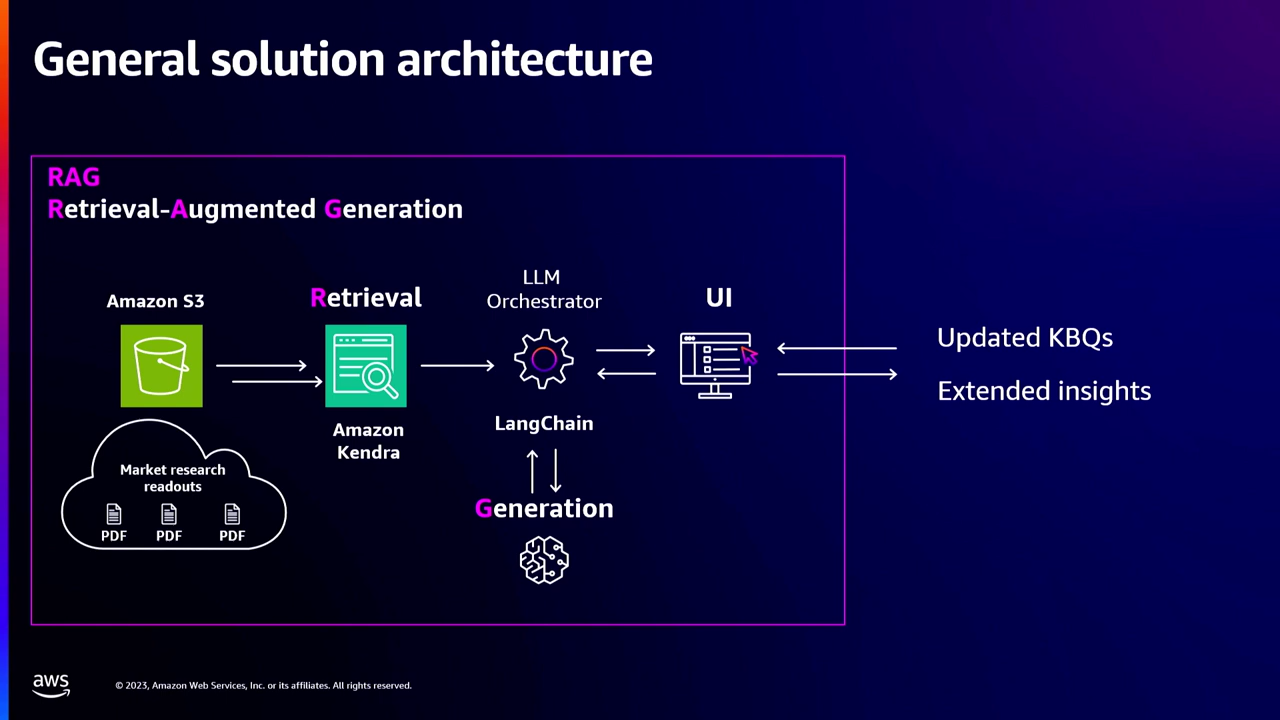 General solution architecture
RAG
Retrieval-Augmented Generation
Amazon S3
Retrieval
LLM
Orchestrator
UI
Amazon
Kendra
LangChain
Updated KBQs
Extended insights
Market research
readouts
PDF
PDF
PDF
Generation
aws
© 2023, Amazon Web Services, Inc. or its affiliates. All rights reserved.